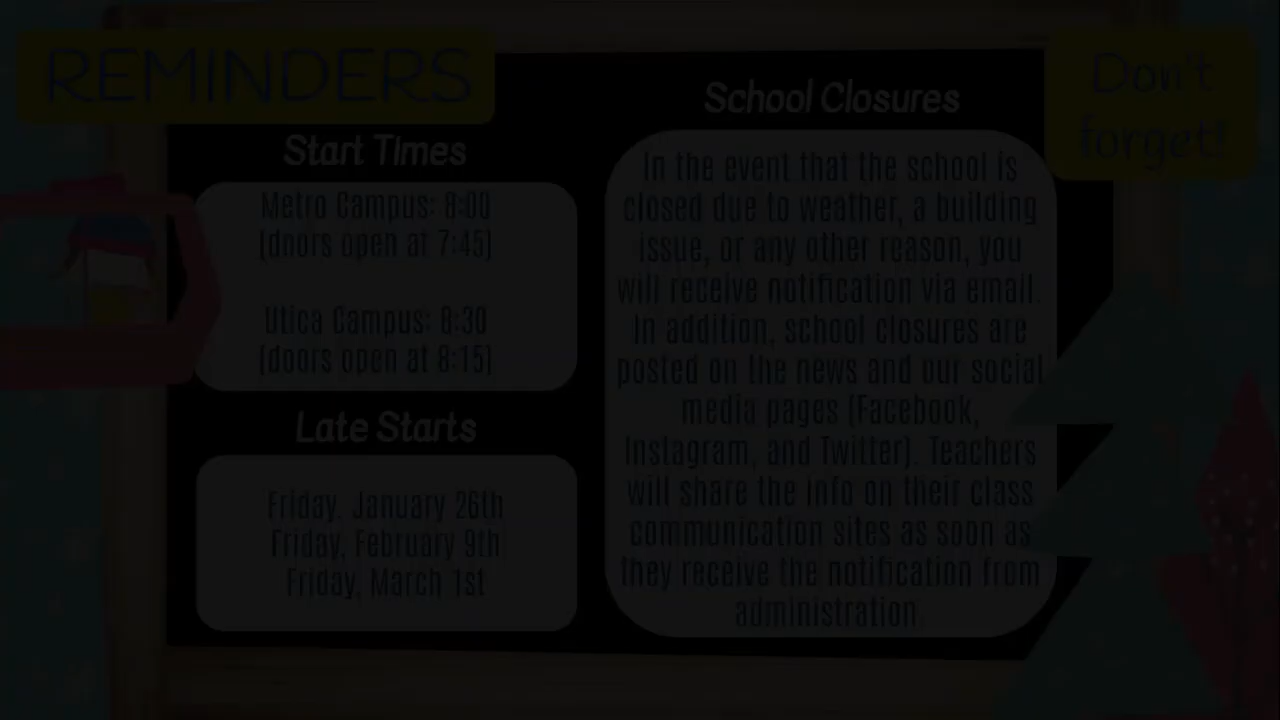 REMINDERS
Don't
forget!
Start Times
Metro Campus: 8:00
(doors open at 7:45)
Utica Campus: 8:30
(doors open at 8:15)
Late Starts
Friday, January 26th
Friday, February 9th
Friday, March 1st
School Closures
In the event that the school is
closed due to weather, a building
issue, or any other reason, you
will receive notification via email.
In addition, school closures are
posted on the news and our social
media pages (Facebook,
Instagram, and Twitter). Teachers
will share the info on their class
communication sites as soon as
they receive the notification from
administration